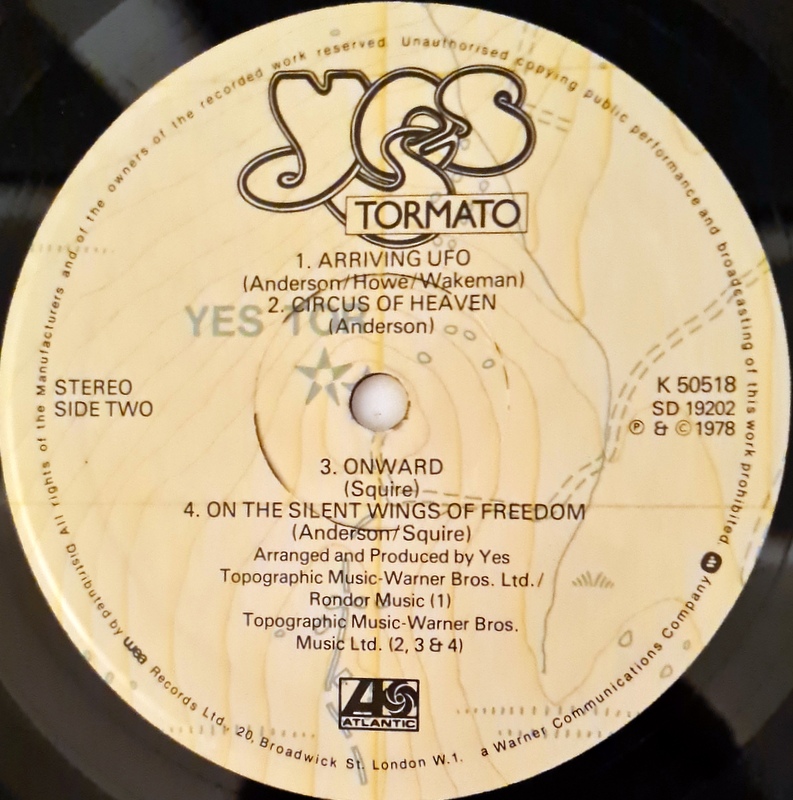 YES
TORMATO
1. ARRIVING UFO
(Anderson/Howe/Wakeman)
2. CIRCUS OF HEAVEN
(Anderson)
YES TOR
STEREO
SIDE TWO
K 50518
SD 19202
Ⓟ & ©1978
3. ONWARD
(Squire)
4. ON THE SILENT WINGS OF FREEDOM
(Anderson/Squire)
Arranged and Produced by Yes
Topographic Music-Warner Bros. Ltd./
Rondor Music (1)
Topographic Music-Warner Bros.
Music Ltd. (2, 3 & 4)
ATLANTIC
All rights of the Manufacturers and of the owners of the recorded work reserved Unauthorised copying public performance and broadcasting of this work prohibited.
Distributed by wea Records Ltd., 20, Broadwick St. London W.1. a Warner Communications Company